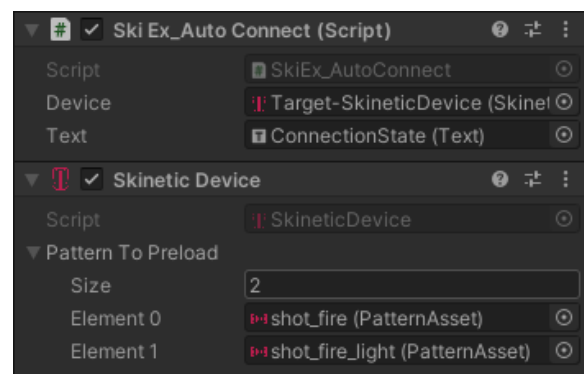 Ski Ex_Auto Connect (Script)
Script SkiEx_AutoConnect
Device Target-SkineticDevice (Skinet
Text ConnectionState (Text)
Skinetic Device
Script SkineticDevice
Pattern To Preload
Size 2
Element 0 shot_fire (PatternAsset)
Element 1 shot_fire_light (PatternAsset)